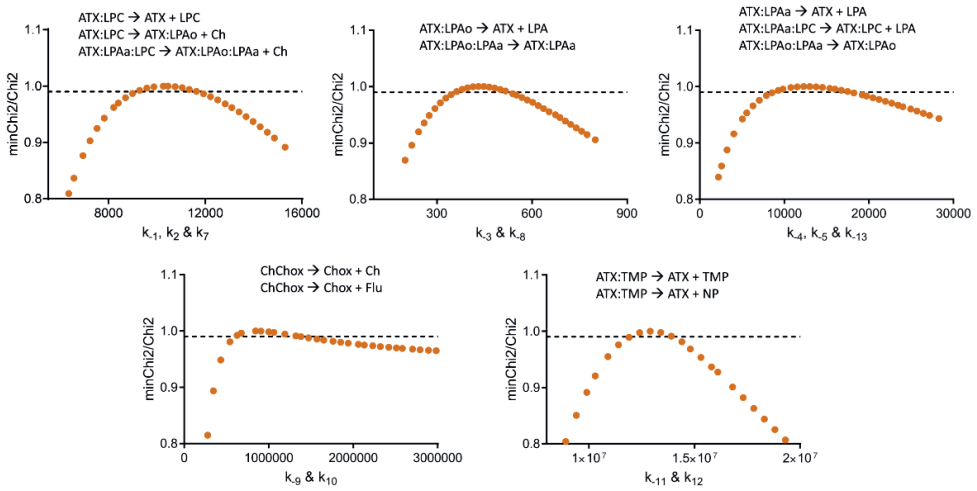 ATX:LPC → ATX + LPC
ATX:LPC → ATX:LPAo + Ch
ATX:LPAa:LPC → ATX:LPAo:LPAa + Ch
1.1
1.0
0.9
0.8
minChi2/Chi2
8000 12000 16000
k-1, k2 & k7
ATX:LPAo → ATX + LPA
ATX:LPAo:LPAa → ATX:LPAa
1.1
1.0
0.9
0.8
minChi2/Chi2
300 600 900
k-3 & k-8
ATX:LPAa → ATX + LPA
ATX:LPAa:LPC → ATX:LPC + LPA
ATX:LPAo:LPAa → ATX:LPAo
1.1
1.0
0.9
0.8
minChi2/Chi2
0 10000 20000 30000
k-4, k-5 & k-13
ChChox → Chox + Ch
ChChox → Chox + Flu
1.1
1.0
0.9
0.8
minChi2/Chi2
0 1000000 2000000 3000000
k-9 & k10
ATX:TMP → ATX + TMP
ATX:TMP → ATX + NP
1.1
1.0
0.9
0.8
minChi2/Chi2
1×10⁷ 1.5×10⁷ 2×10⁷
k-11 & k12